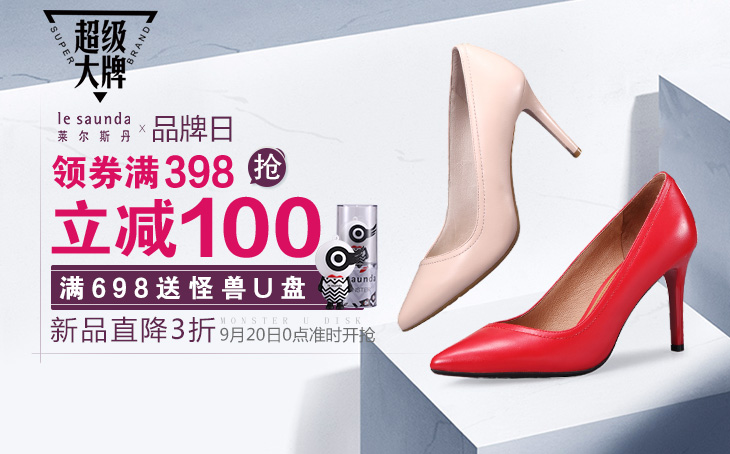 超级
大牌
SUPER BRAND
le saunda
莱尔斯丹 x 品牌日
领券满398 抢
立减100
saunda
满698送怪兽U盘
MONSTER U DISK
新品直降3折 9月20日0点准时开抢